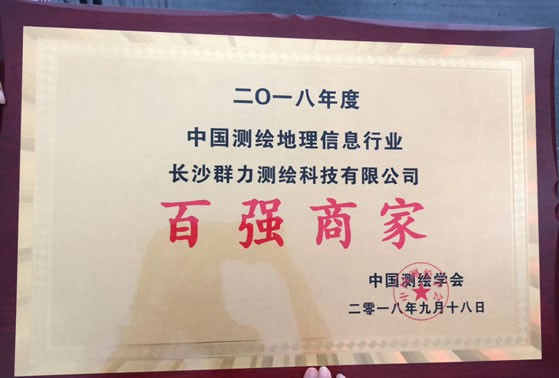 二〇一八年度
中国测绘地理信息行业
长沙群力测绘科技有限公司
百强商家
中国测绘学会
二零一八年九月十八日